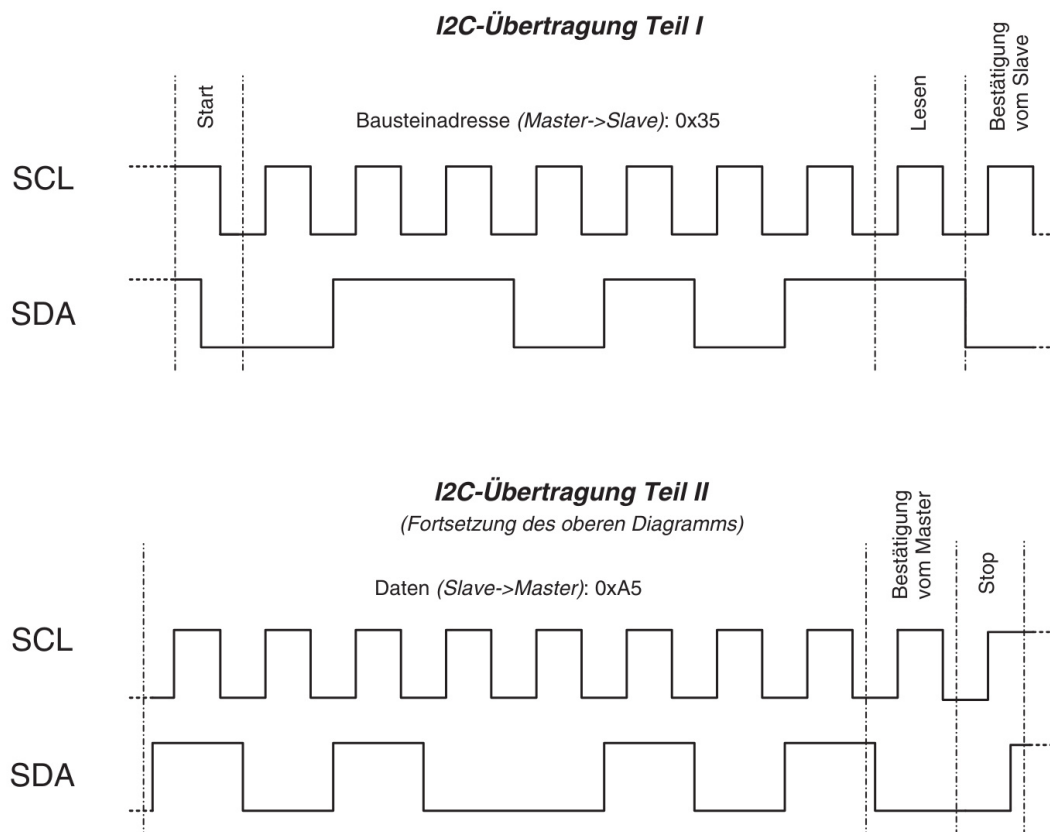 I2C-Übertragung Teil I
Start
Bausteinadresse (Master->Slave): 0x35
Lesen
Bestätigung
vom Slave
SCL
SDA
I2C-Übertragung Teil II
(Fortsetzung des oberen Diagramms)
Daten (Slave->Master): 0xA5
Bestätigung
vom Master
Stop
SCL
SDA